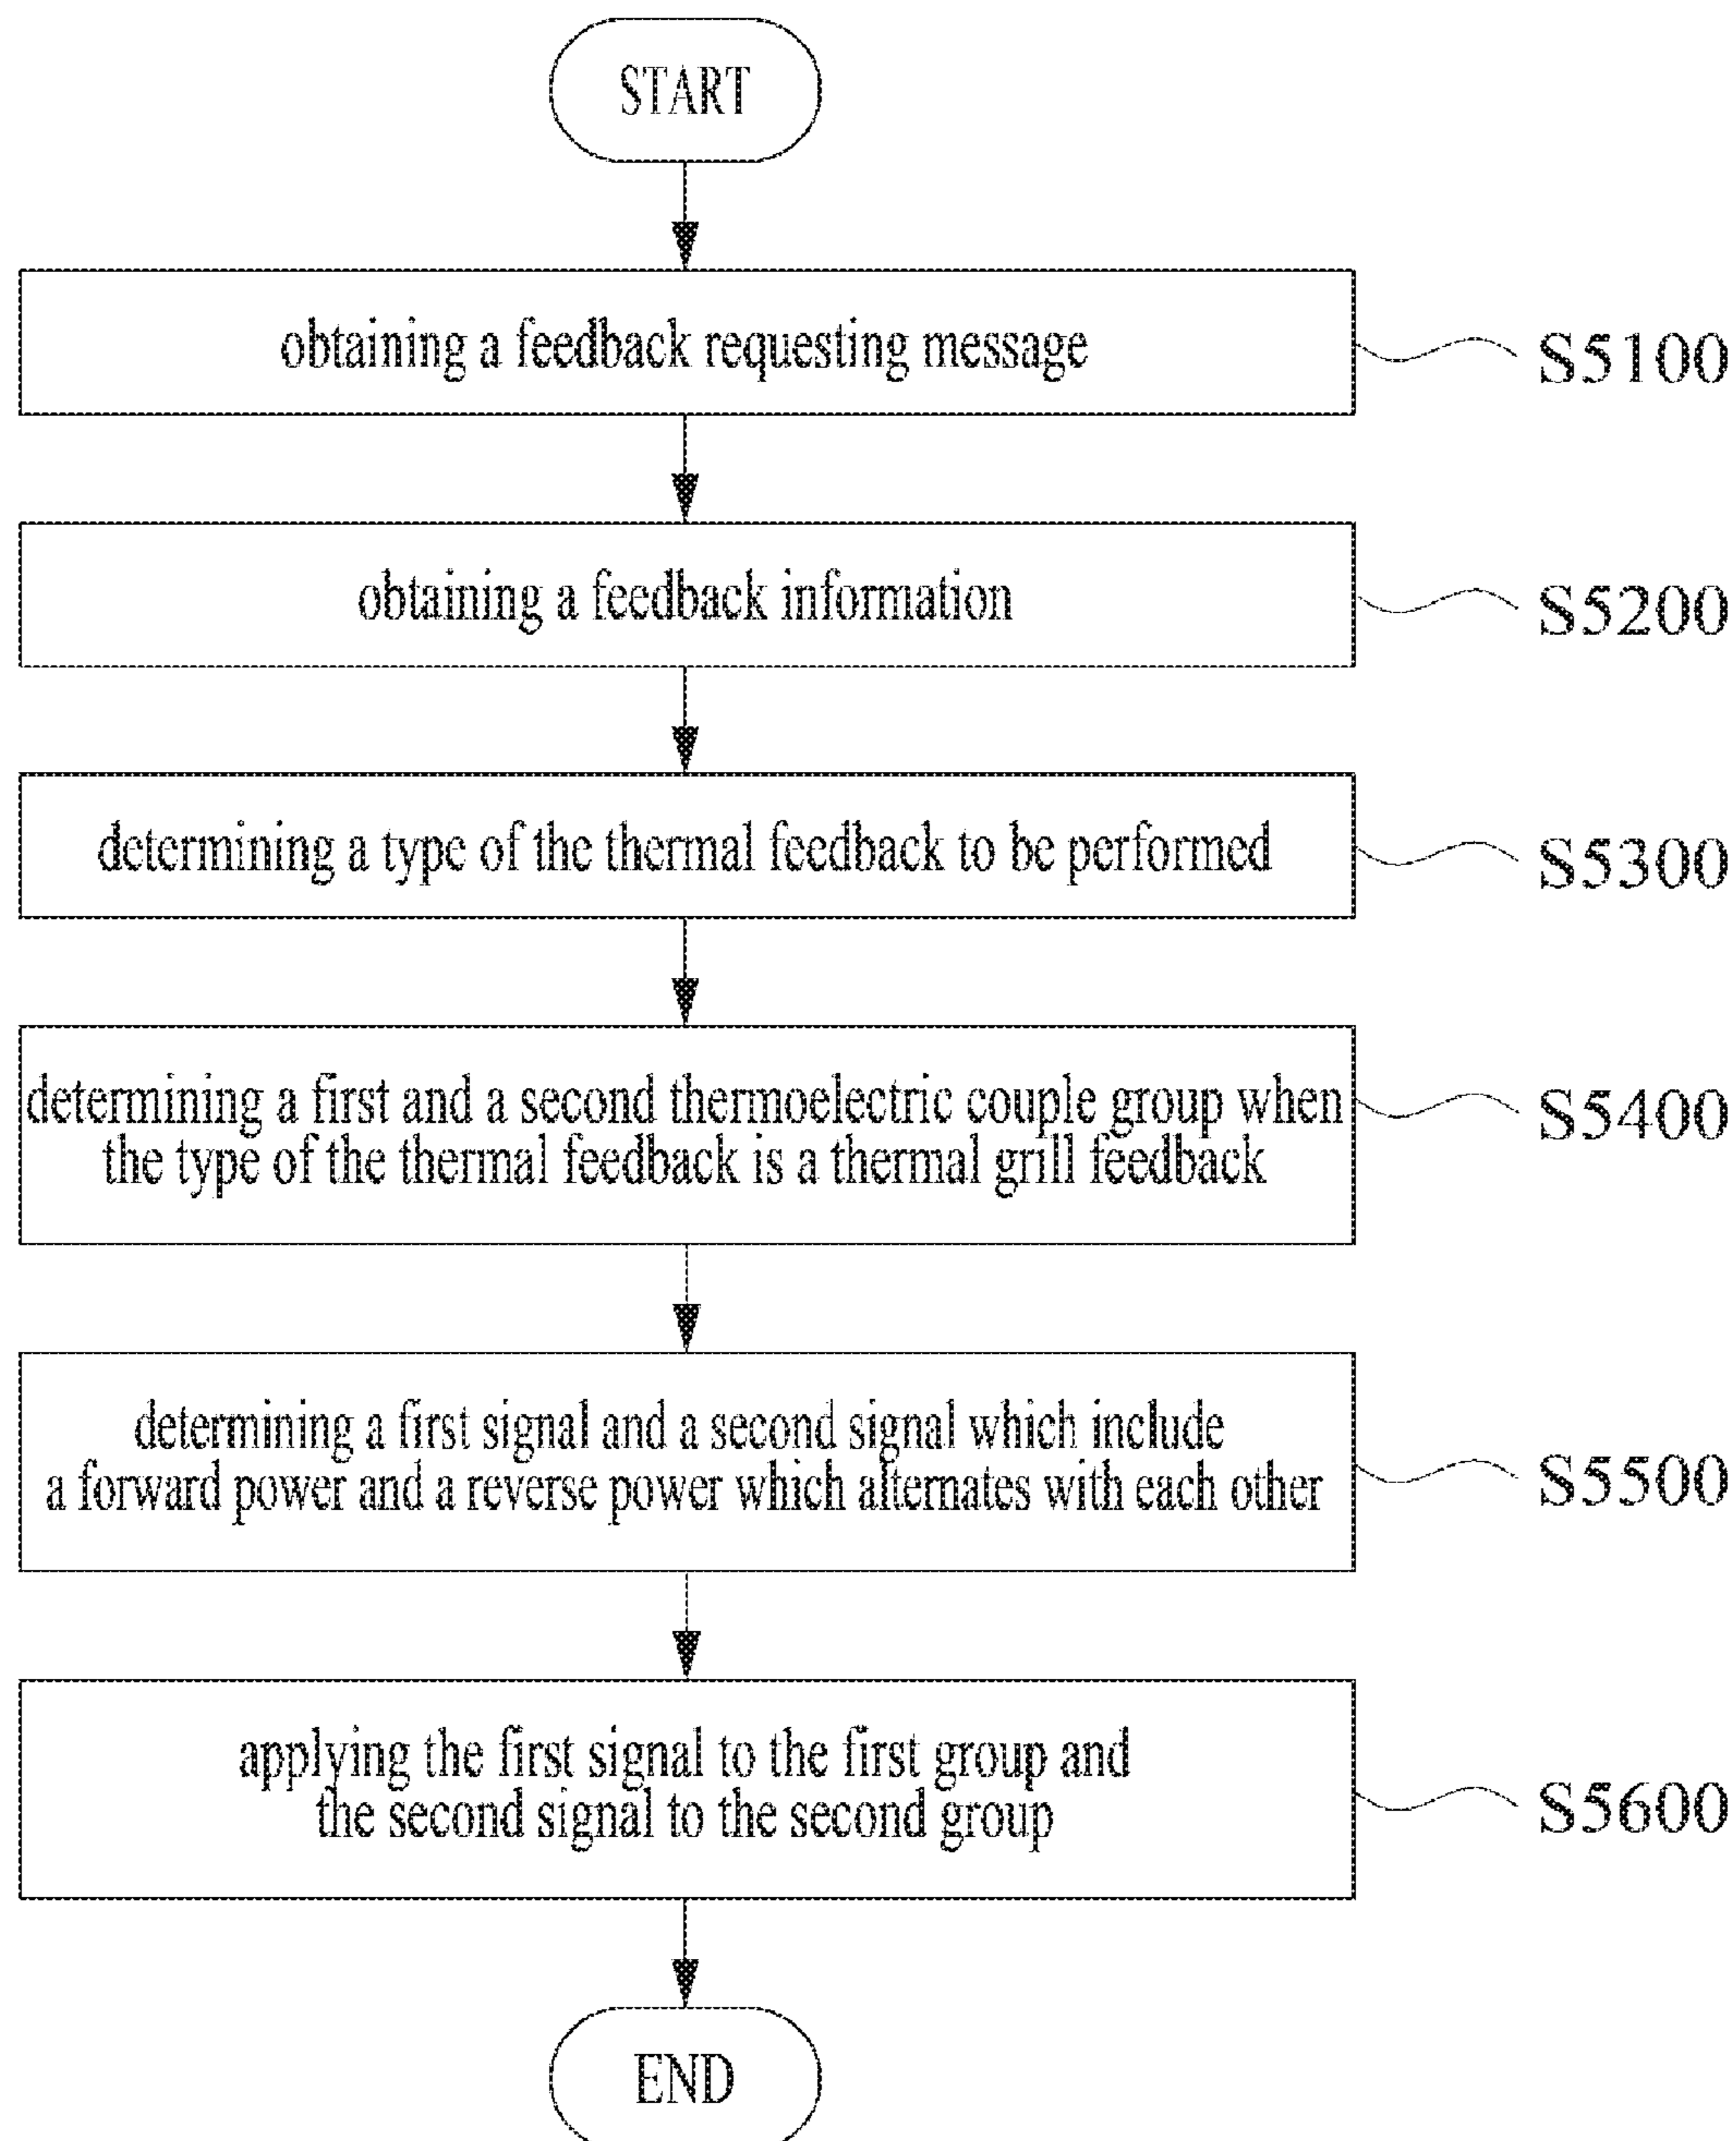 START
obtaining a feedback requesting message
S5100
obtaining a feedback information
S5200
determining a type of the thermal feedback to be performed
S5300
determining a first and a second thermoelectric couple group when
the type of the thermal feedback is a thermal grill feedback
S5400
determining a first signal and a second signal which include
a forward power and a reverse power which alternates with each other
S5500
applying the first signal to the first group and
the second signal to the second group
S5600
END